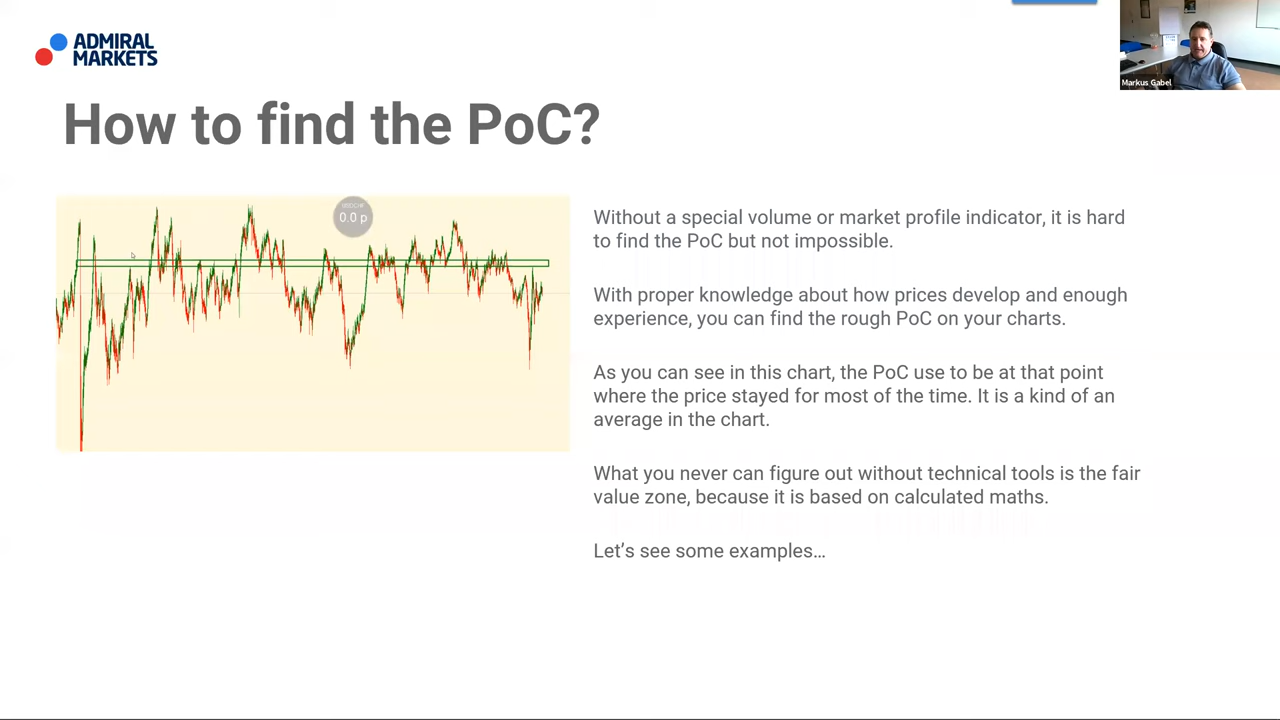 ADMIRAL
MARKETS
Markus Gabel
How to find the PoC?
0.0 p
Without a special volume or market profile indicator, it is hard
to find the PoC but not impossible.
With proper knowledge about how prices develop and enough
experience, you can find the rough PoC on your charts.
As you can see in this chart, the PoC use to be at that point
where the price stayed for most of the time. It is a kind of an
average in the chart.
What you never can figure out without technical tools is the fair
value zone, because it is based on calculated maths.
Let’s see some examples…